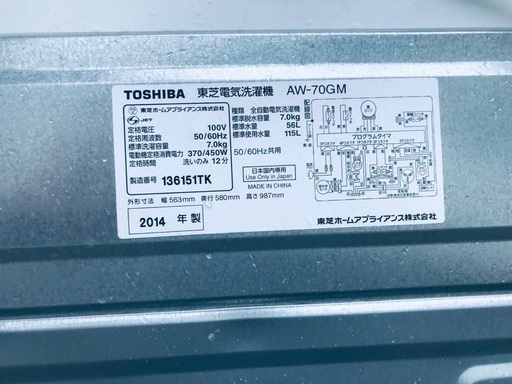 TOSHIBA 東芝電気洗濯機 AW-70GM
東芝ホームアプライアンス株式会社
JET
定格電圧 100V
定格周波数 50/60Hz
標準洗濯容量 7.0kg
電動機定格消費電力 370/450W
定格時間 洗いのみ 12分
製造番号 136151TK
種類 全自動電気洗濯機
標準脱水容量 7.0kg
標準水量 56L
標準使用水量 115L
50/60Hz共用
日本国内専用
Use Only in Japan
MADE IN CHINA
外形寸法 幅 563mm 奥行 580mm 高さ 987mm
2014 年製
配線図
プログラムタイマ
東芝ホームアプライアンス株式会社